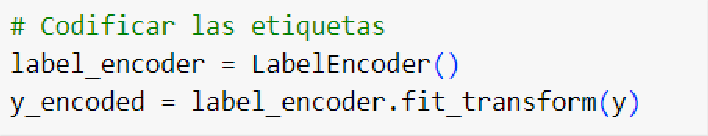 # Codificar las etiquetas
label_encoder = LabelEncoder()
y_encoded = label_encoder.fit_transform(y)